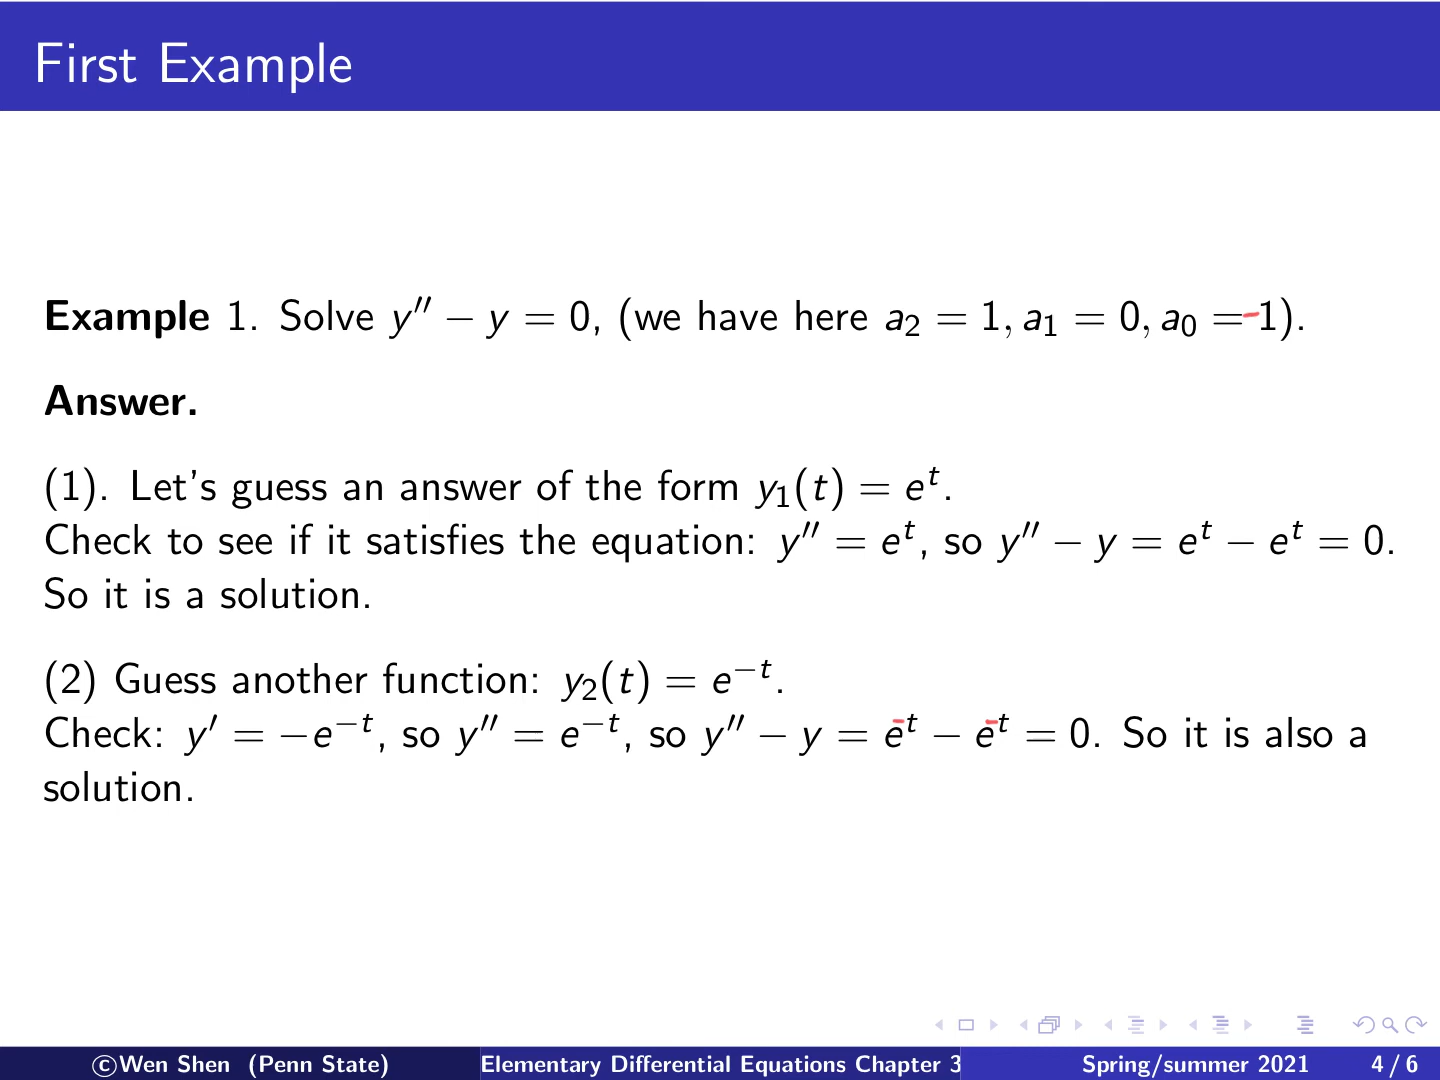 First Example
Example 1. Solve y′′ − y = 0, (we have here a₂ = 1, a₁ = 0, a₀ = -1).
Answer.
(1). Let's guess an answer of the form y₁(t) = eᵗ.
Check to see if it satisfies the equation: y′′ = eᵗ, so y′′ − y = eᵗ − eᵗ = 0.
So it is a solution.
(2) Guess another function: y₂(t) = e⁻ᵗ.
Check: y′ = −e⁻ᵗ, so y′′ = e⁻ᵗ, so y′′ − y = e⁻ᵗ − e⁻ᵗ = 0. So it is also a
solution.
©Wen Shen (Penn State) Elementary Differential Equations Chapter 3 Spring/summer 2021 4 / 6